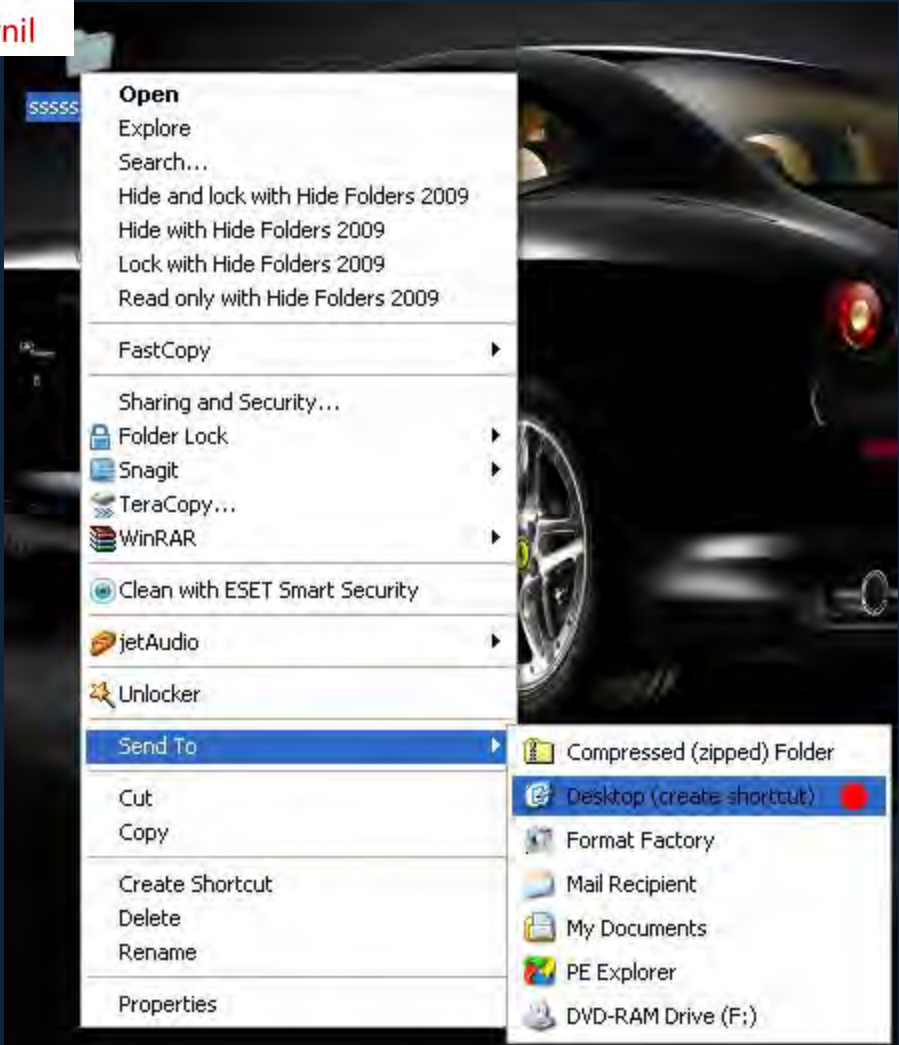 nil
sssss
Open
Explore
Search...
Hide and lock with Hide Folders 2009
Hide with Hide Folders 2009
Lock with Hide Folders 2009
Read only with Hide Folders 2009
FastCopy
Sharing and Security...
Folder Lock
Snagit
TeraCopy...
WinRAR
Clean with ESET Smart Security
jetAudio
Unlocker
Send To
Cut
Copy
Create Shortcut
Delete
Rename
Properties
Compressed (zipped) Folder
Desktop (create shortcut)
Format Factory
Mail Recipient
My Documents
PE Explorer
DVD-RAM Drive (F:)